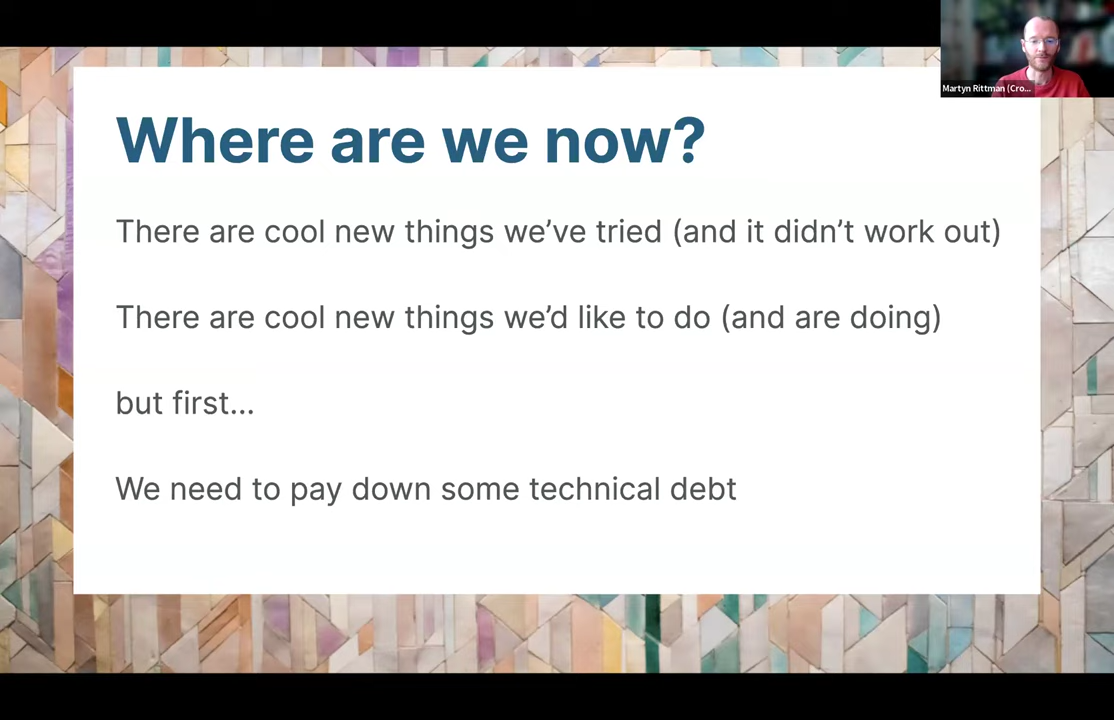 Martyn Rittman (Cro...
Where are we now?
There are cool new things we’ve tried (and it didn’t work out)
There are cool new things we’d like to do (and are doing)
but first...
We need to pay down some technical debt